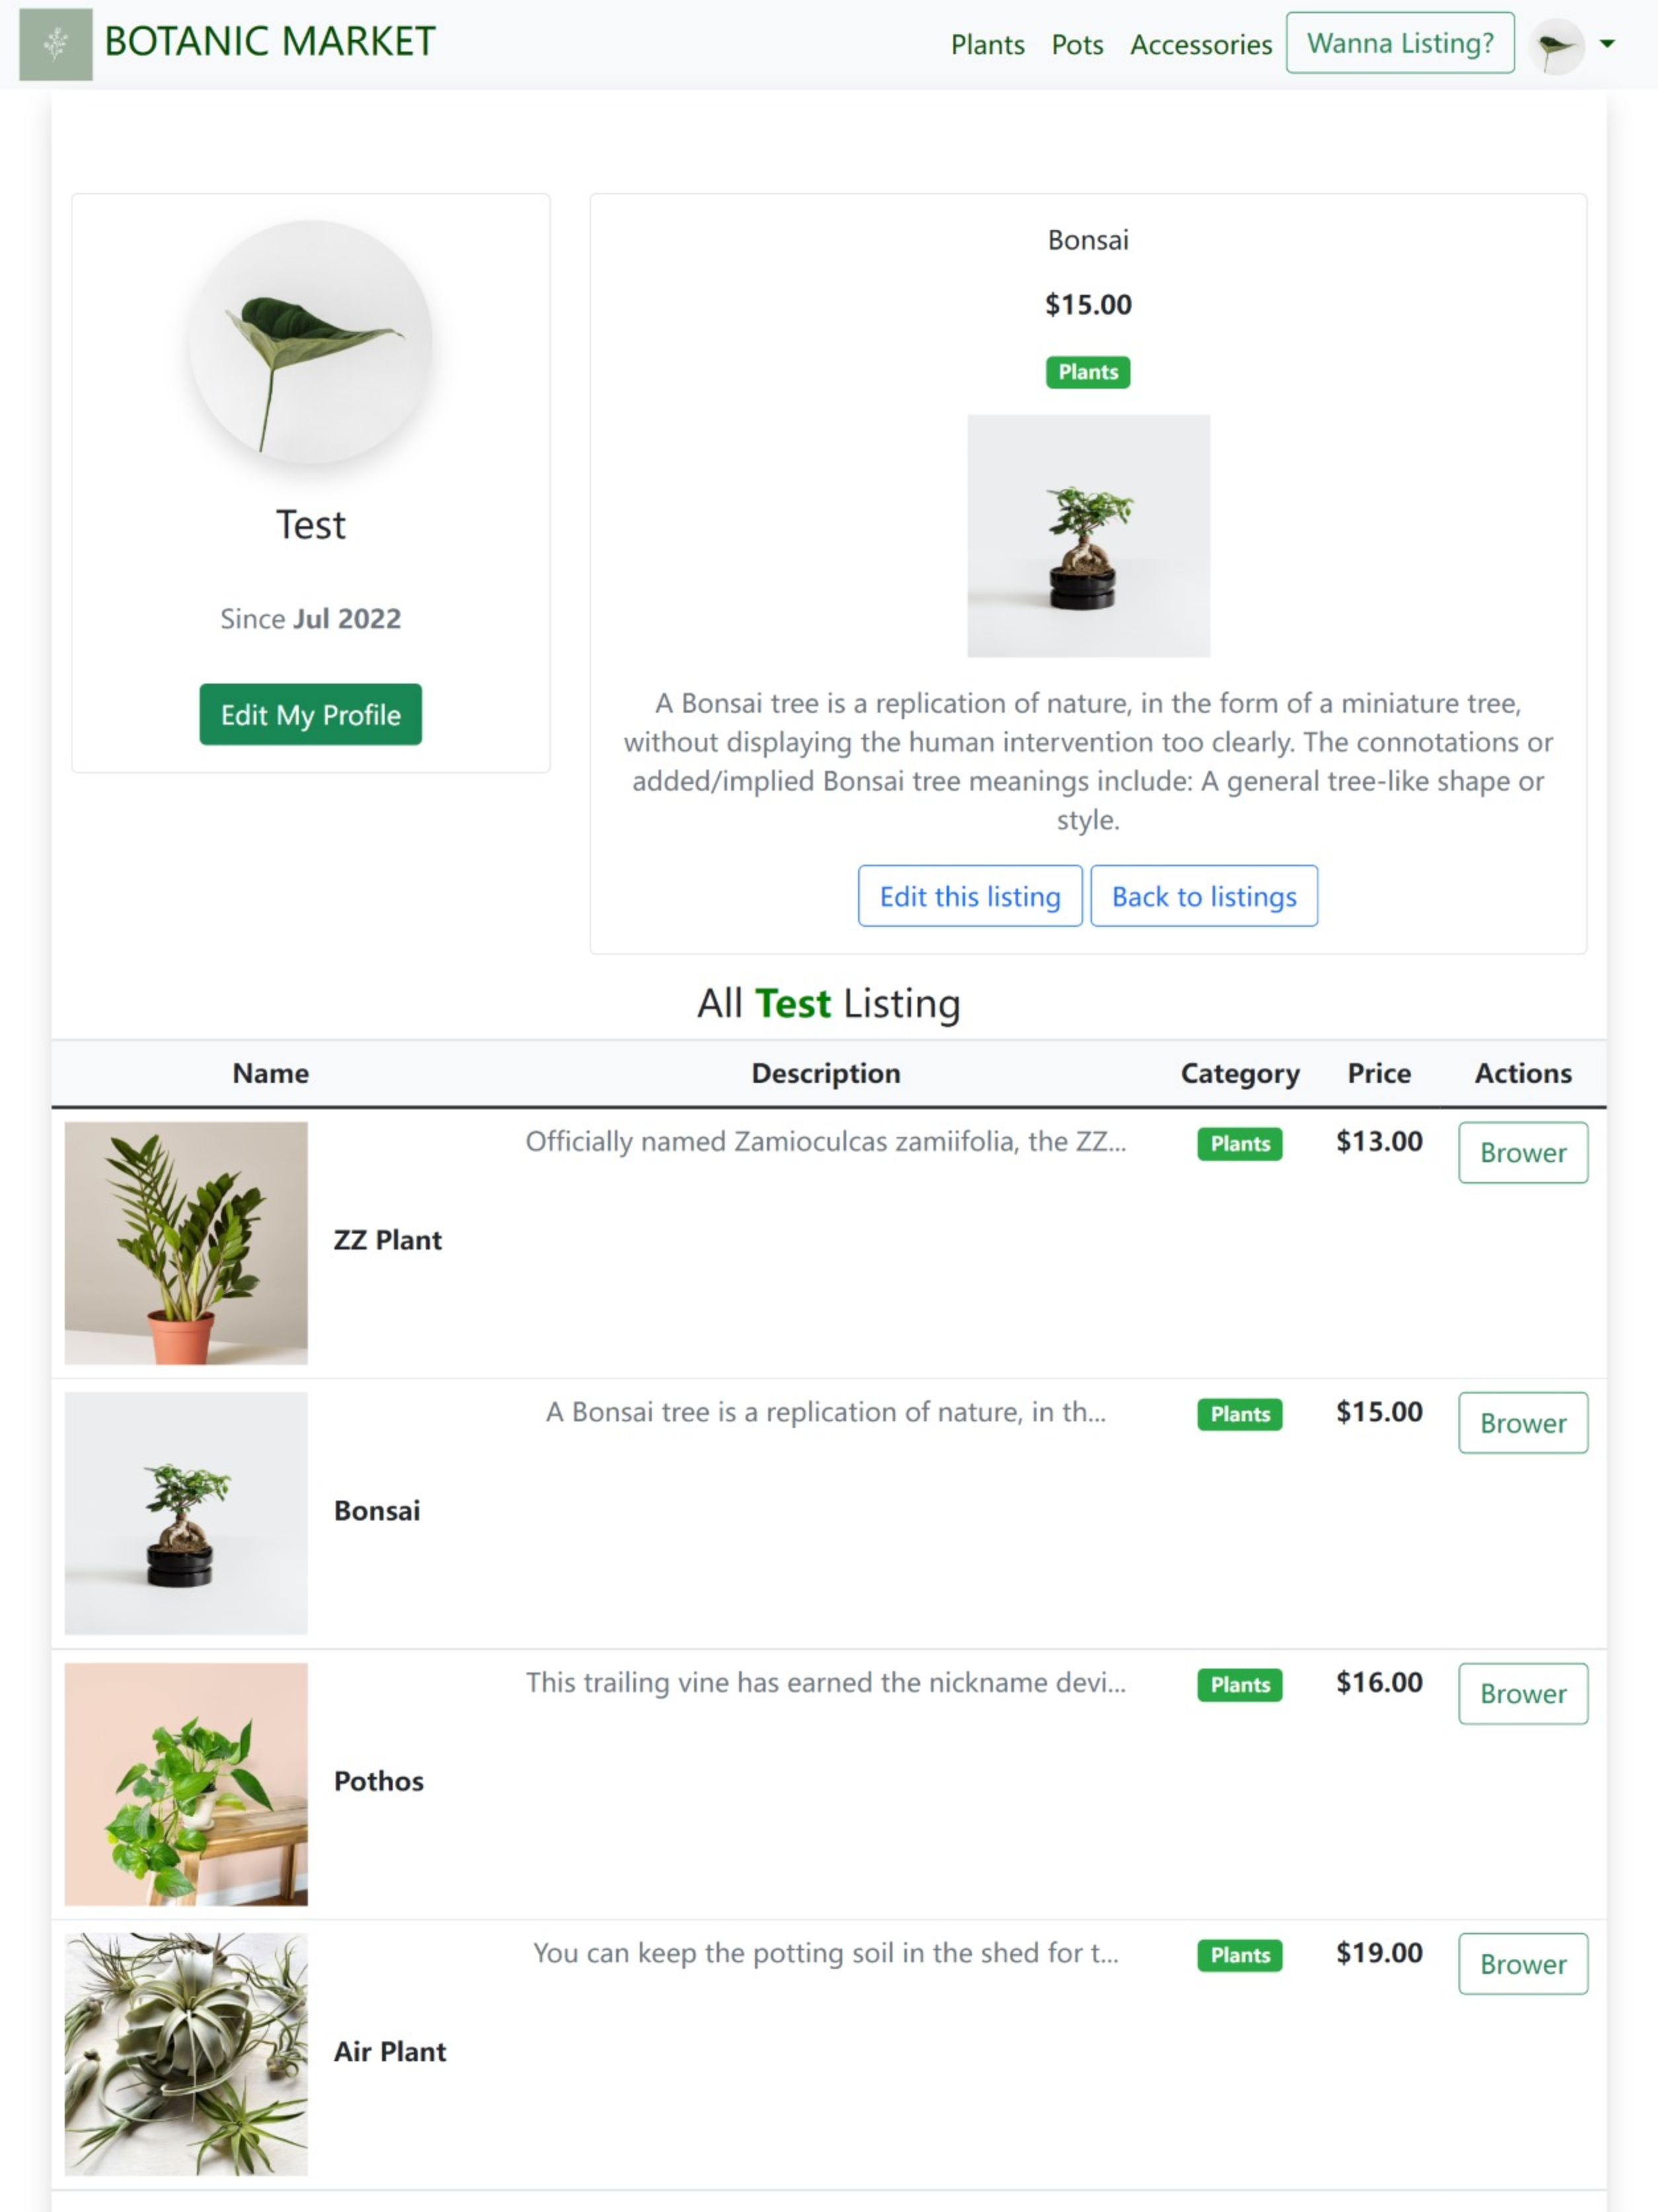 BOTANIC MARKET
Plants Pots Accessories Wanna Listing?
Test
Since Jul 2022
Edit My Profile
Bonsai
$15.00
Plants
A Bonsai tree is a replication of nature, in the form of a miniature tree,
without displaying the human intervention too clearly. The connotations or
added/implied Bonsai tree meanings include: A general tree-like shape or
style.
Edit this listing Back to listings
All Test Listing
Name Description Category Price Actions
Officially named Zamioculcas zamiifolia, the ZZ... Plants $13.00 Brower
ZZ Plant
A Bonsai tree is a replication of nature, in th... Plants $15.00 Brower
Bonsai
This trailing vine has earned the nickname devi... Plants $16.00 Brower
Pothos
You can keep the potting soil in the shed for t... Plants $19.00 Brower
Air Plant